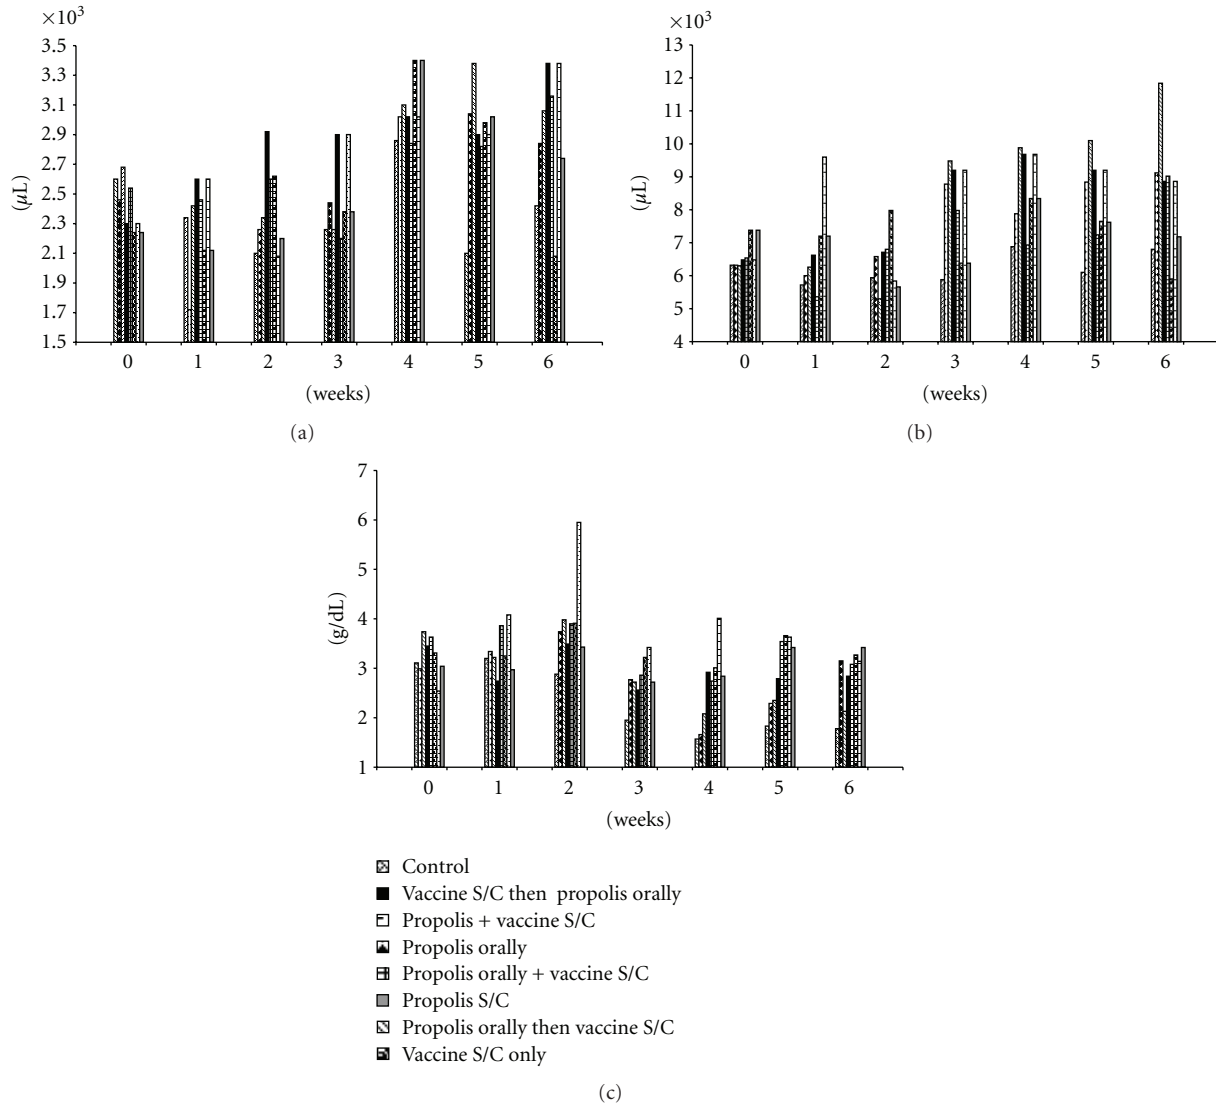 ×10³
3.5
3.3
3.1
2.9
2.7
2.5
2.3
2.1
1.9
1.7
1.5
(μL)
0 1 2 3 4 5 6
(weeks)
(a)
×10³
13
12
11
10
9
8
7
6
5
4
(μL)
0 1 2 3 4 5 6
(weeks)
(b)
7
6
5
4
3
2
1
(g/dL)
0 1 2 3 4 5 6
(weeks)
Control
Vaccine S/C then propolis orally
Propolis + vaccine S/C
Propolis orally
Propolis orally + vaccine S/C
Propolis S/C
Propolis orally then vaccine S/C
Vaccine S/C only
(c)